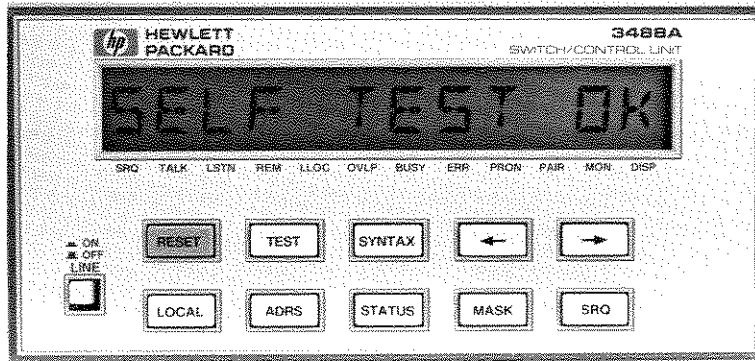 hp HEWLETT PACKARD
3488A
SWITCH/CONTROL UNIT
SELF TEST OK
SRQ TALK LSTN REM LLOC OVLP BUSY ERR PRON PAIR MON DISP
ON
OFF
LINE
RESET TEST SYNTAX ← →
LOCAL ADRS STATUS MASK SRQ